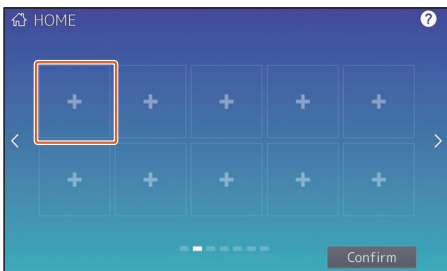 HOME
?
+ + + + +
+ + + + +
< >
Confirm